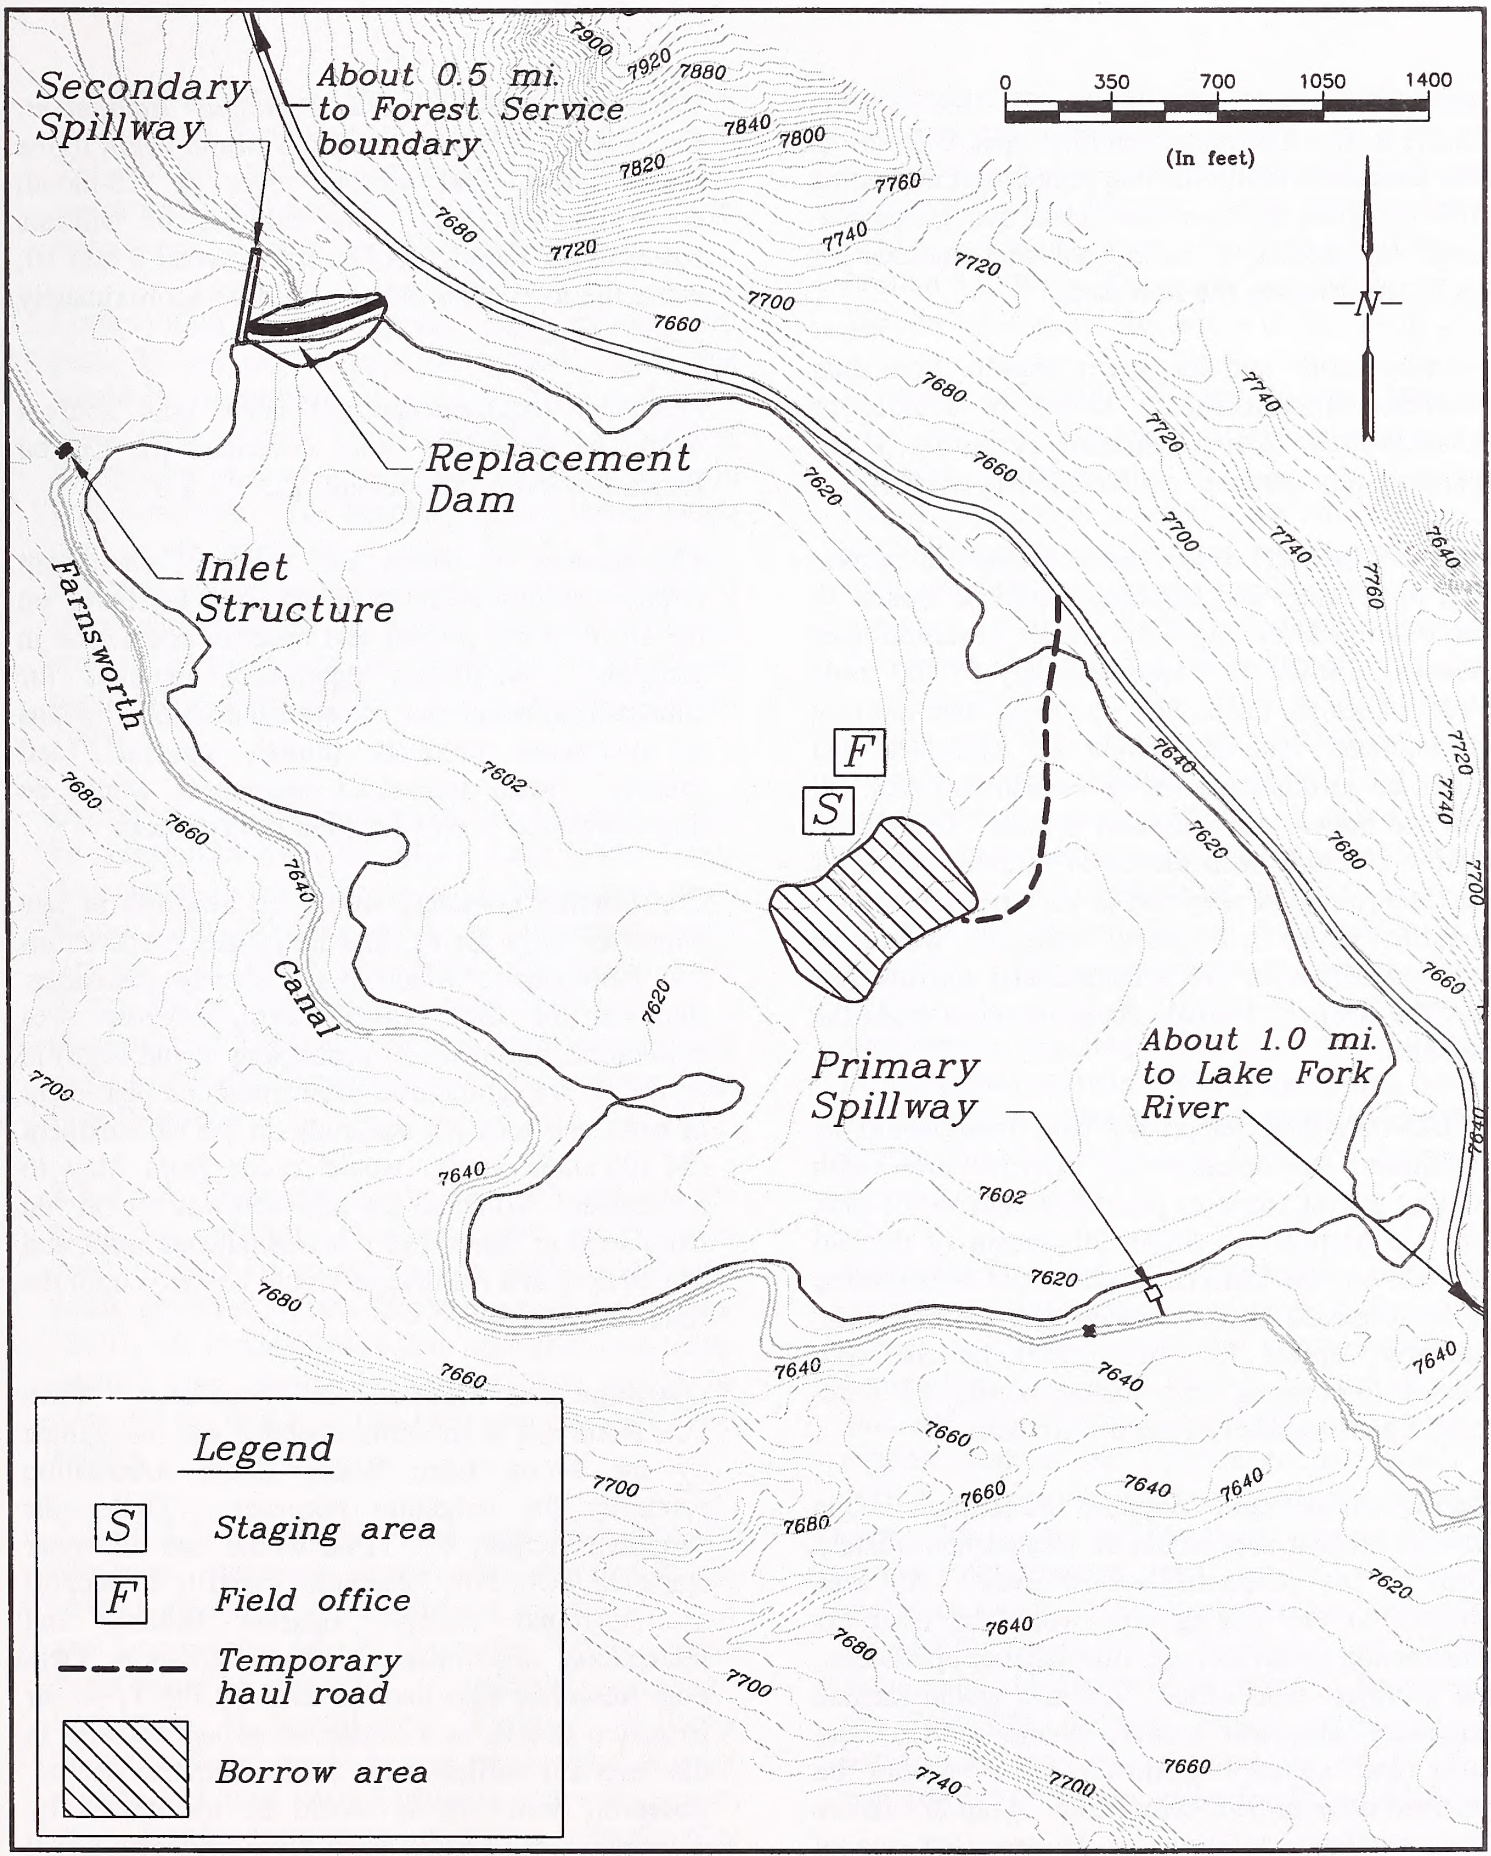 7900
7920
7880
Secondary
Spillway
About 0.5 mi.
to Forest Service
boundary
0 350 700 1050 1400
(In feet)
7840
7800
7820
7760
7680
7720
7740
7720
N
7700
7660
7680
7740
7720
7660
Replacement
Dam
7620
7700
7740
7640
7760
Inlet
Structure
Farnsworth
F
S
7602
7640
7720
7740
7680
7660
7620
7680
7700
7640
Canal
7620
7660
7700
Primary
Spillway
About 1.0 mi.
to Lake Fork
River
7640
7640
7602
7620
7680
7660
7640
7640
7640
7660
7700
7660
7640
7640
7680
7620
7640
7680
7700
7660
7740
7700
Legend
S Staging area
F Field office
Temporary
haul road
Borrow area